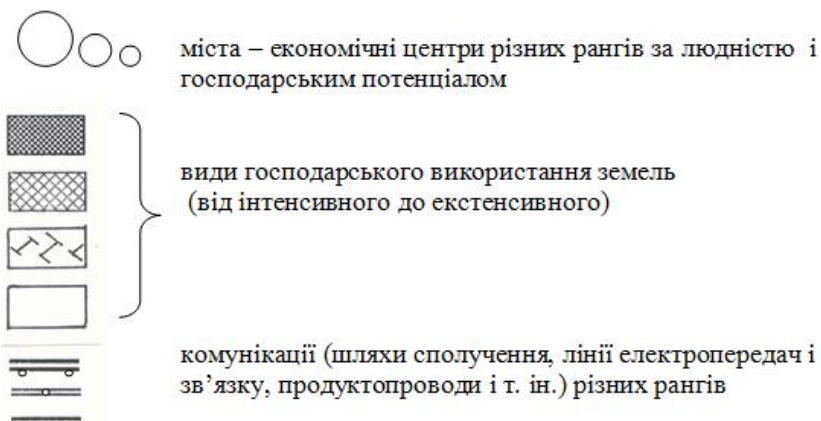 міста – економічні центри різних рангів за людністю і
господарським потенціалом
види господарського використання земель
(від інтенсивного до екстенсивного)
комунікації (шляхи сполучення, лінії електропередач і
зв’язку, продуктопроводи і т. ін.) різних рангів